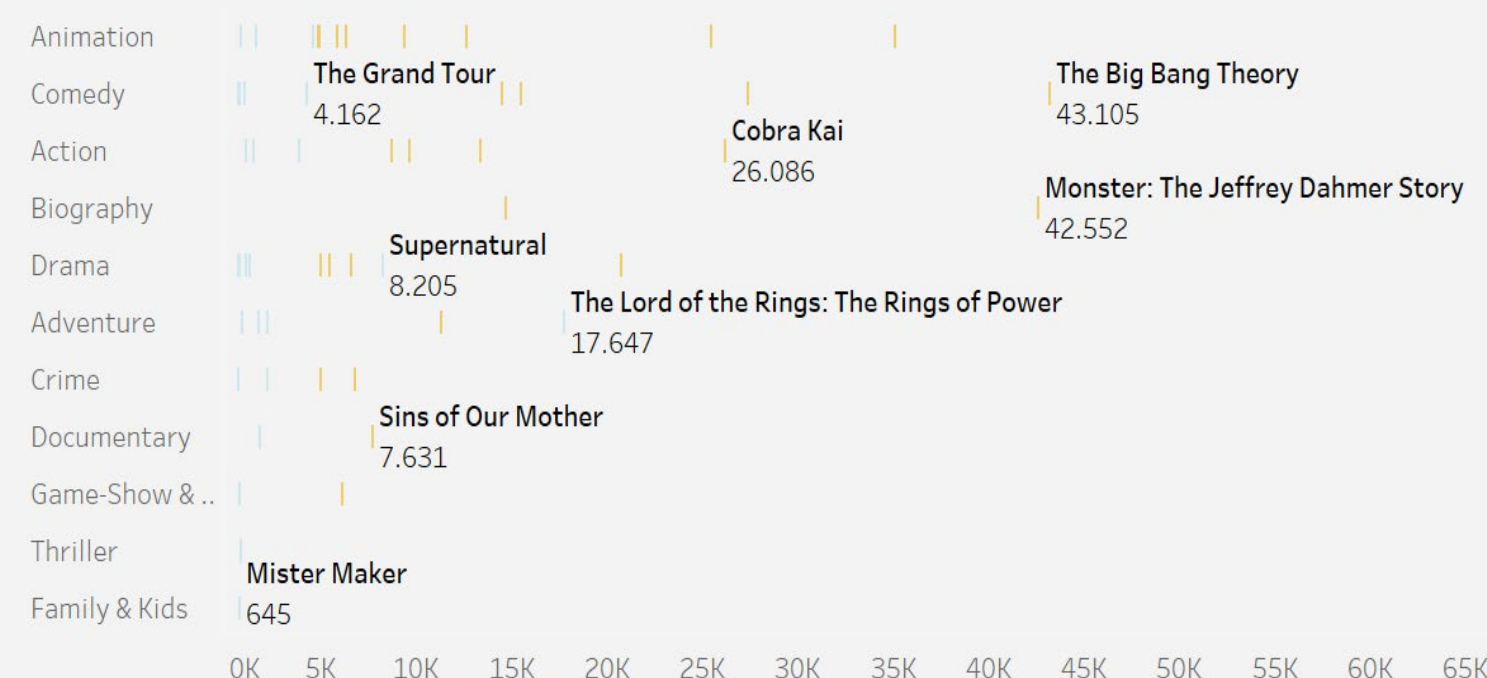 Animation
The Grand Tour
The Big Bang Theory
Comedy
4.162
43.105
Cobra Kai
Action
26.086
Monster: The Jeffrey Dahmer Story
Biography
42.552
Supernatural
Drama
8.205
The Lord of the Rings: The Rings of Power
Adventure
17.647
Crime
Sins of Our Mother
Documentary
7.631
Game-Show & ..
Thriller
Mister Maker
Family & Kids
645
0K 5K 10K 15K 20K 25K 30K 35K 40K 45K 50K 55K 60K 65K